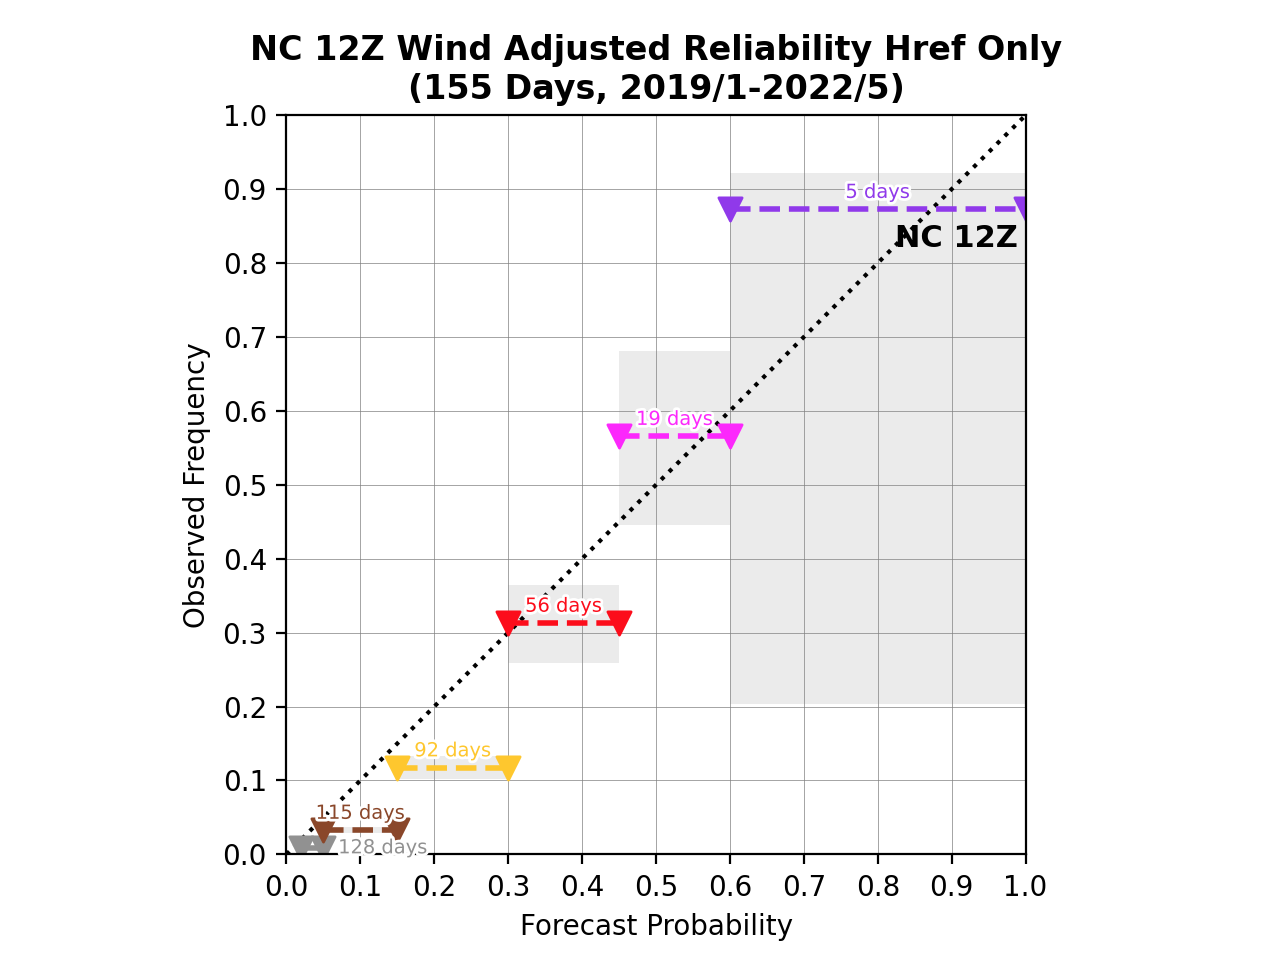 NC 12Z Wind Adjusted Reliability Href Only
(155 Days, 2019/1-2022/5)
1.0
0.9
0.8
0.7
0.6
0.5
0.4
0.3
0.2
0.1
0.0
Observed Frequency
5 days
NC 12Z
19 days
56 days
92 days
115 days
128 days
0.0 0.1 0.2 0.3 0.4 0.5 0.6 0.7 0.8 0.9 1.0
Forecast Probability